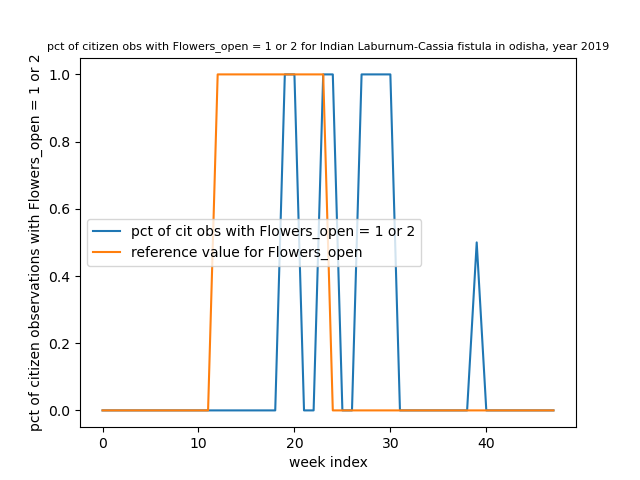 pct of citizen obs with Flowers_open = 1 or 2 for Indian Laburnum-Cassia fistula in odisha, year 2019
pct of citizen observations with Flowers_open = 1 or 2
1.0
0.8
0.6
0.4
0.2
0.0
pct of cit obs with Flowers_open = 1 or 2
reference value for Flowers_open
0 10 20 30 40
week index